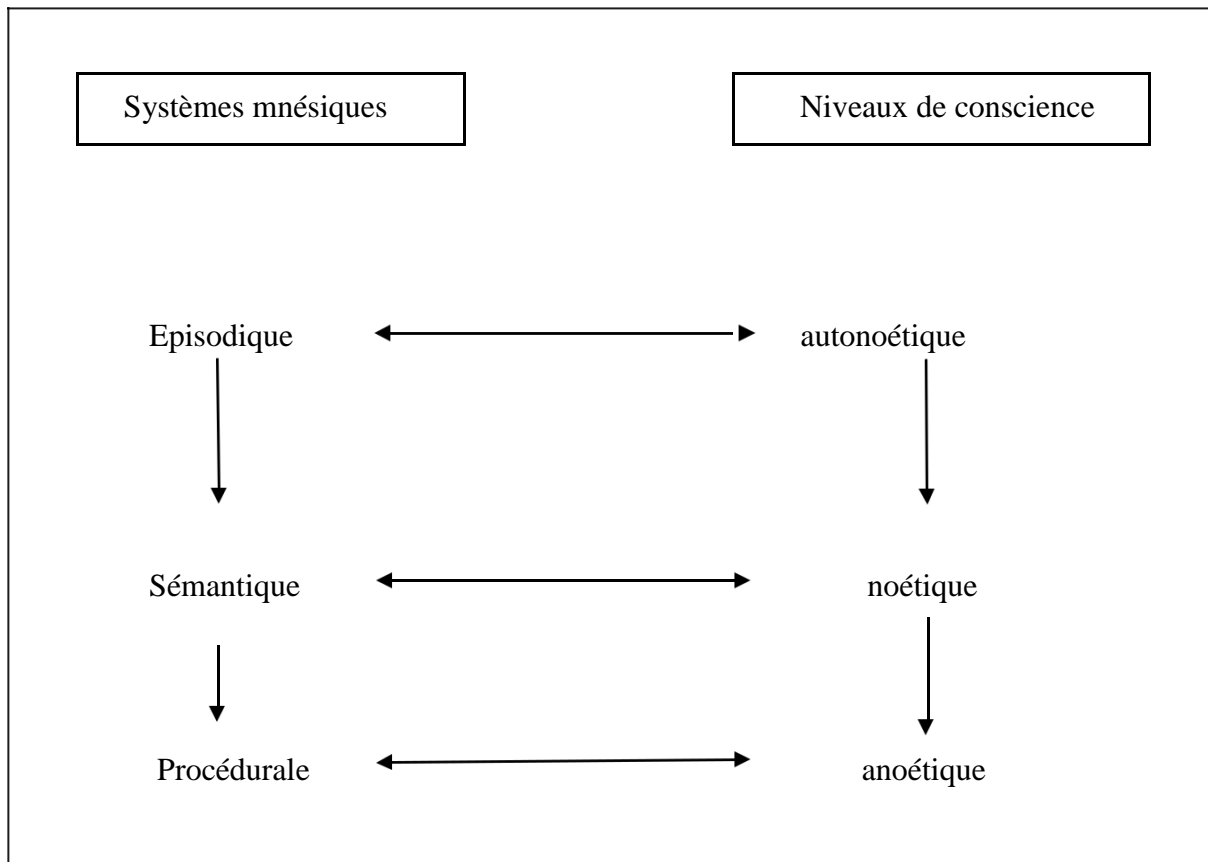 Systèmes mnésiques
Niveaux de conscience
Episodique
autonoétique
Sémantique
noétique
Procédurale
anoétique